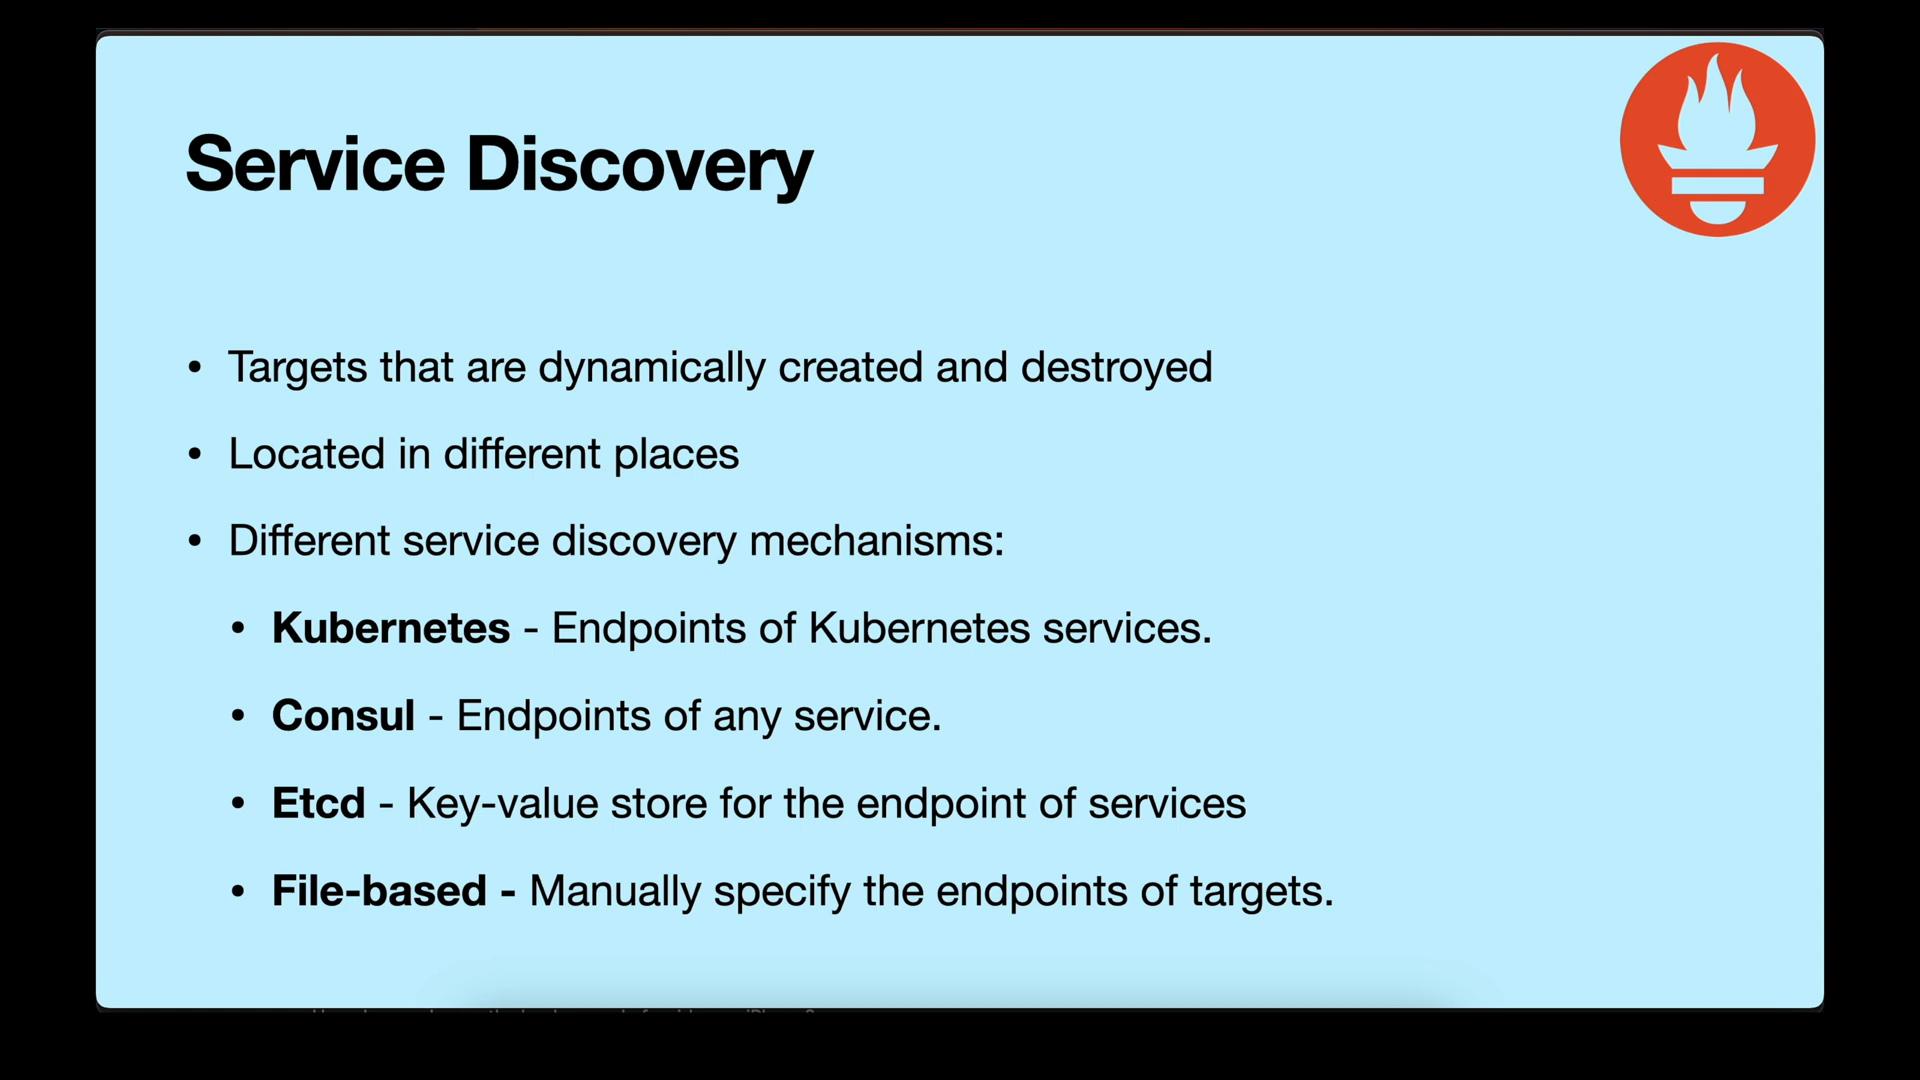 Service Discovery
• Targets that are dynamically created and destroyed
• Located in different places
• Different service discovery mechanisms:
• Kubernetes - Endpoints of Kubernetes services.
• Consul - Endpoints of any service.
• Etcd - Key-value store for the endpoint of services
• File-based - Manually specify the endpoints of targets.